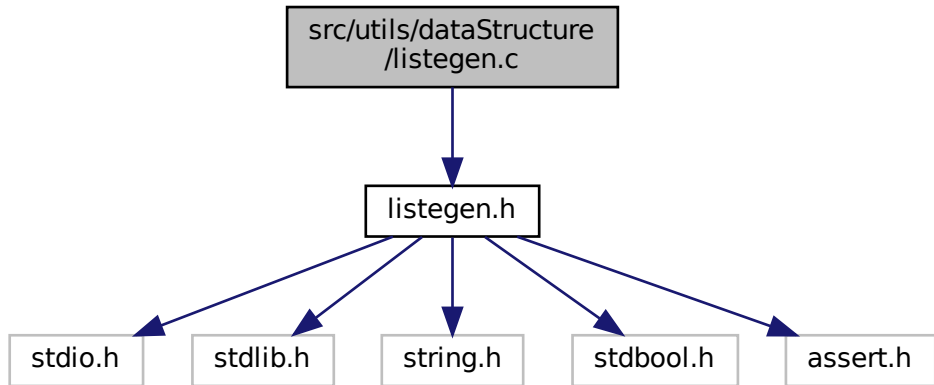 src/utils/dataStructure
/listegen.c
listegen.h
stdio.h
stdlib.h
string.h
stdbool.h
assert.h